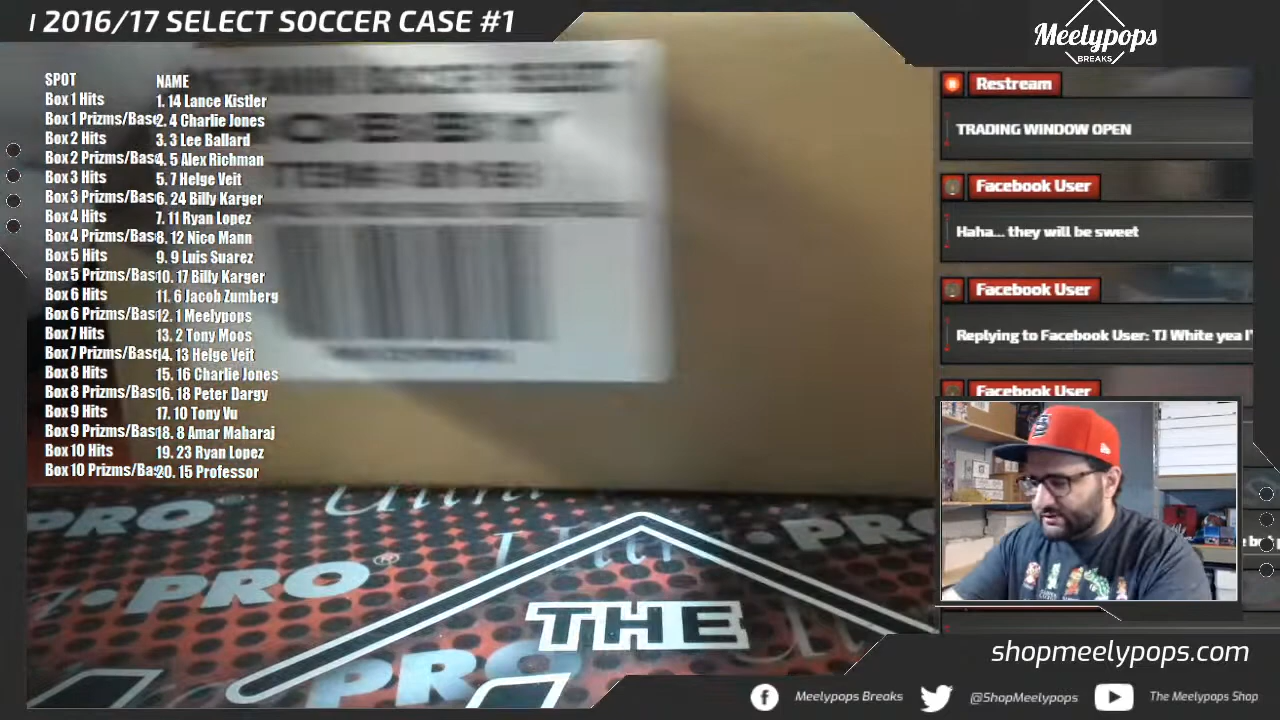 2016/17 SELECT SOCCER CASE #1
Meelypops
BREAKS
SPOT NAME
Box 1 Hits 1. 14 Lance Kistler
Box 1 Prizms/Base 2. 4 Charlie Jones
Box 2 Hits 3. 3 Lee Ballard
Box 2 Prizms/Bas 4. 5 Alex Richman
Box 3 Hits 5. 7 Helge Veit
Box 3 Prizms/Bas 6. 24 Billy Karger
Box 4 Hits 7. 11 Ryan Lopez
Box 4 Prizms/Bas 8. 12 Nico Mann
Box 5 Hits 9. 9 Luis Suarez
Box 5 Prizms/Bas 10. 17 Billy Karger
Box 6 Hits 11. 6 Jacob Zumberg
Box 6 Prizms/Bas 12. 1 Meelypops
Box 7 Hits 13. 2 Tony Moos
Box 7 Prizms/Bas 14. 13 Helge Veit
Box 8 Hits 15. 16 Charlie Jones
Box 8 Prizms/Bas 16. 18 Peter Dargy
Box 9 Hits 17. 10 Tony Vu
Box 9 Prizms/Bas 18. 8 Amar Maharaj
Box 10 Hits 19. 23 Ryan Lopez
Box 10 Prizms/Ba 20. 15 Professor
Restream
TRADING WINDOW OPEN
Facebook User
Haha... they will be sweet
Facebook User
Replying to Facebook User: TJ White yea I'
Facebook User
PRO Ultra PRO
PRO® Ultra
THE
PRO
shopmeelypops.com
Meelypops Breaks @ShopMeelypops The Meelypops Shop